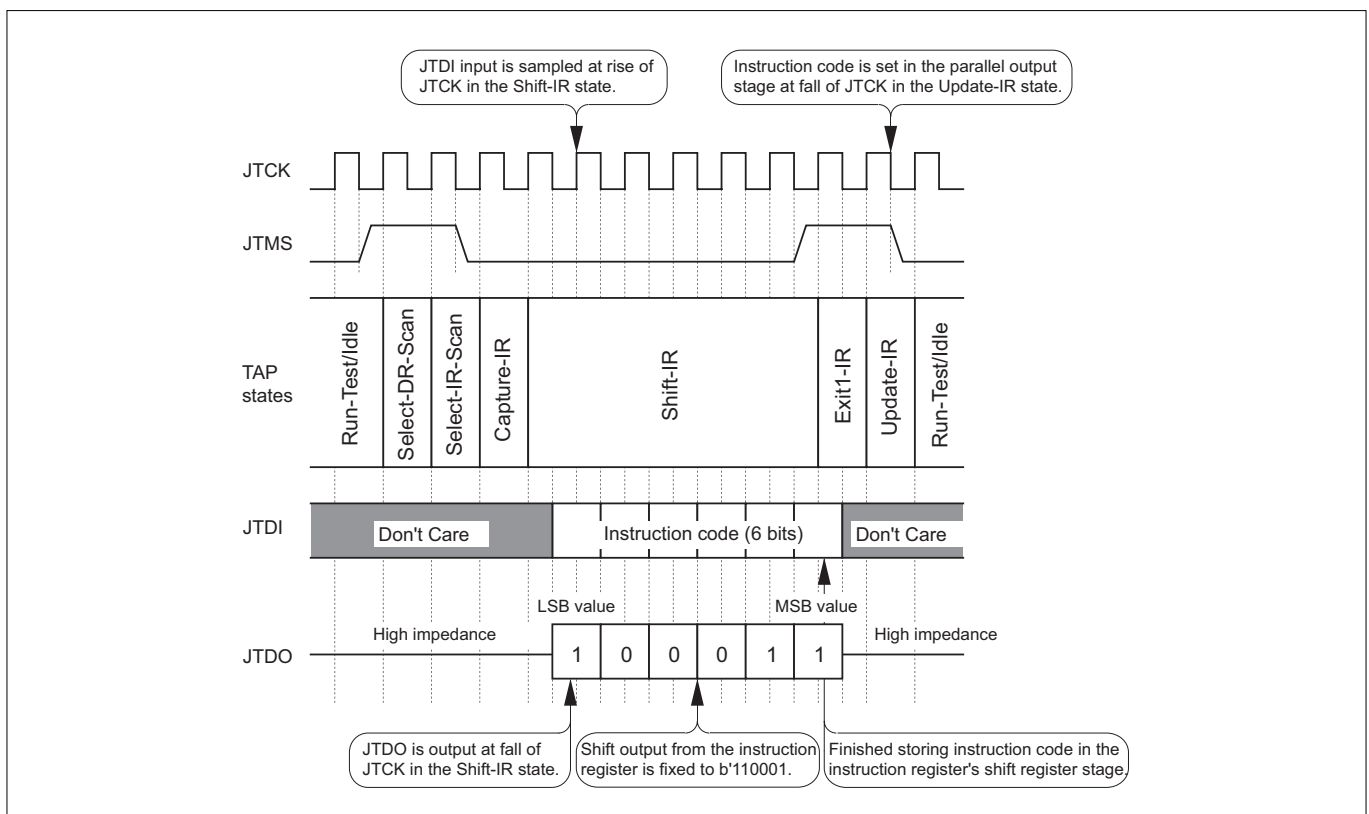 JTDI input is sampled at rise of
JTCK in the Shift-IR state.
Instruction code is set in the parallel output
stage at fall of JTCK in the Update-IR state.
JTCK
JTMS
TAP
states
Run-Test/Idle
Select-DR-Scan
Select-IR-Scan
Capture-IR
Shift-IR
Exit1-IR
Update-IR
Run-Test/Idle
JTDI
Don't Care
Instruction code (6 bits)
Don't Care
LSB value
MSB value
High impedance
High impedance
JTDO
1 0 0 0 1 1
JTDO is output at fall of
JTCK in the Shift-IR state.
Shift output from the instruction
register is fixed to b'110001.
Finished storing instruction code in the
instruction register's shift register stage.